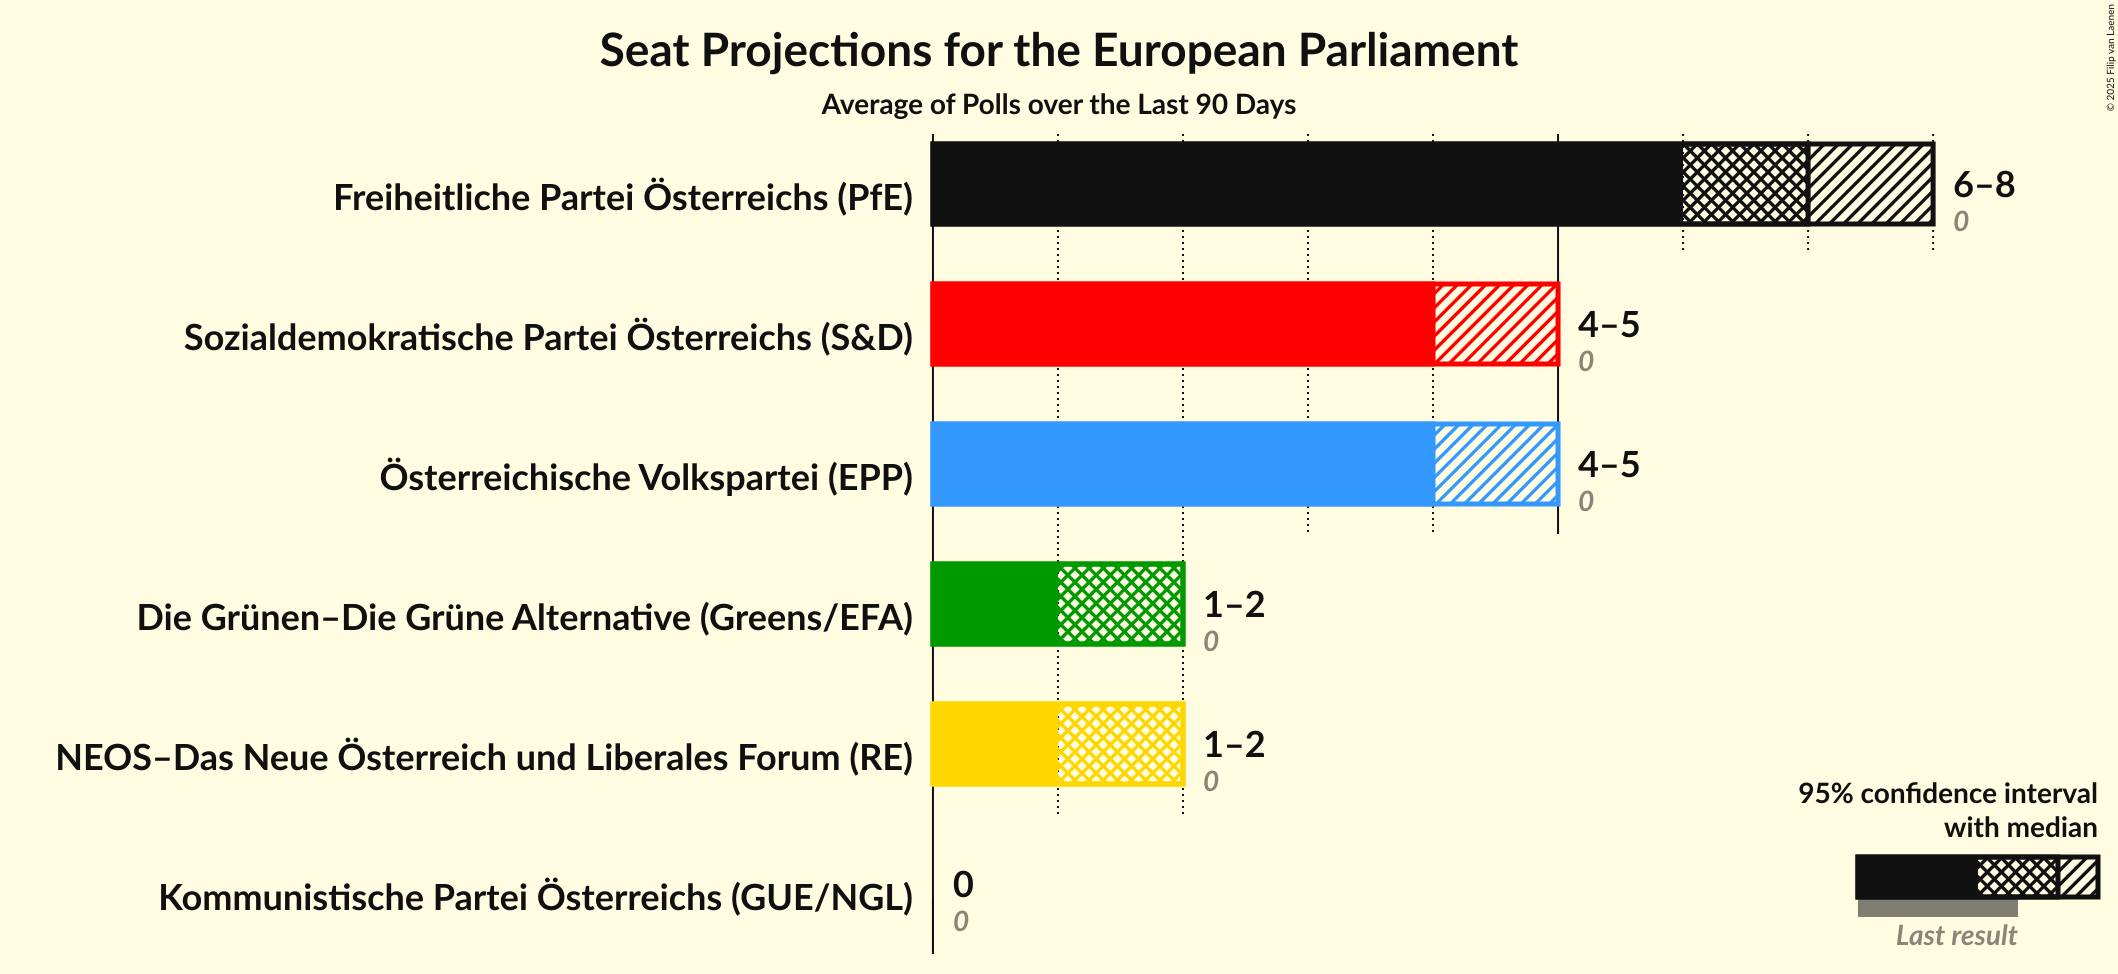 Seat Projections for the European Parliament
Average of Polls over the Last 90 Days
© 2025 Filip van Laenen
Freiheitliche Partei Österreichs (PfE)
6–8
0
Sozialdemokratische Partei Österreichs (S&D)
4–5
0
Österreichische Volkspartei (EPP)
4–5
0
Die Grünen–Die Grüne Alternative (Greens/EFA)
1–2
0
NEOS–Das Neue Österreich und Liberales Forum (RE)
1–2
0
Kommunistische Partei Österreichs (GUE/NGL)
0
0
95% confidence interval
with median
Last result